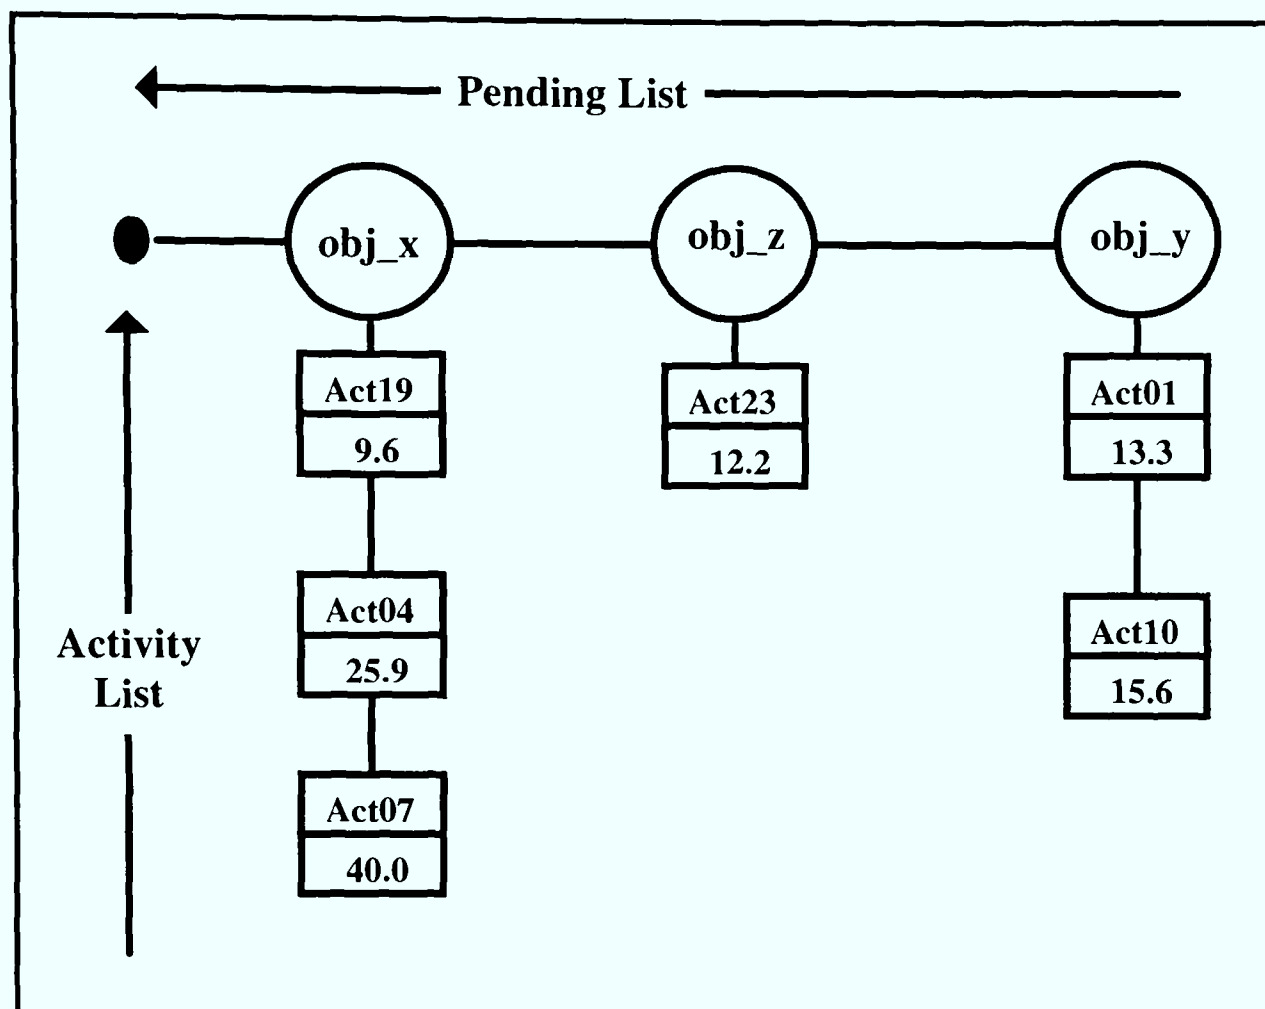 Pending List
obj_x
obj_z
obj_y
Act19
9.6
Act23
12.2
Act01
13.3
Act04
25.9
Act10
15.6
Activity
List
Act07
40.0